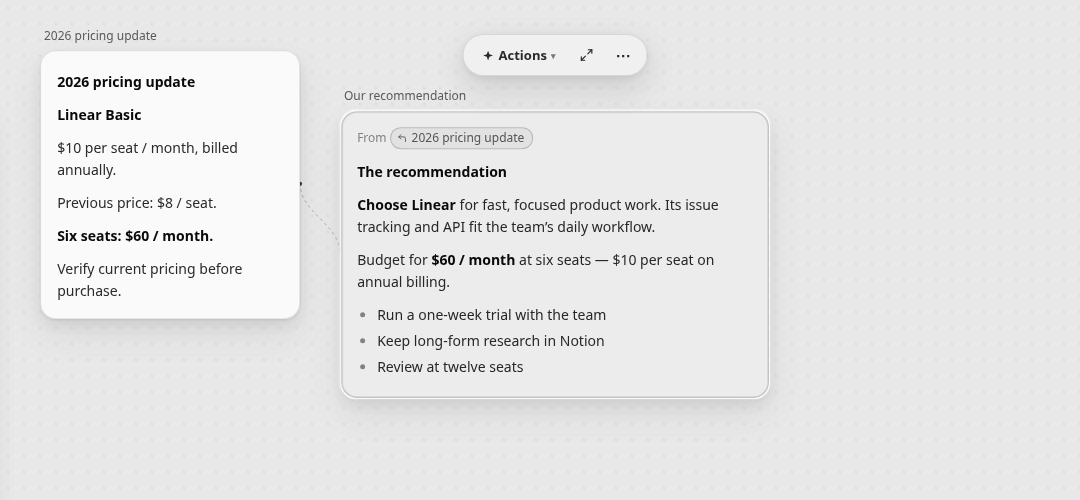 2026 pricing update
2026 pricing update
Linear Basic
$10 per seat / month, billed
annually.
Previous price: $8 / seat.
Six seats: $60 / month.
Verify current pricing before
purchase.
Actions
Our recommendation
From 2026 pricing update
The recommendation
Choose Linear for fast, focused product work. Its issue
tracking and API fit the team’s daily workflow.
Budget for $60 / month at six seats — $10 per seat on
annual billing.
Run a one-week trial with the team
Keep long-form research in Notion
Review at twelve seats